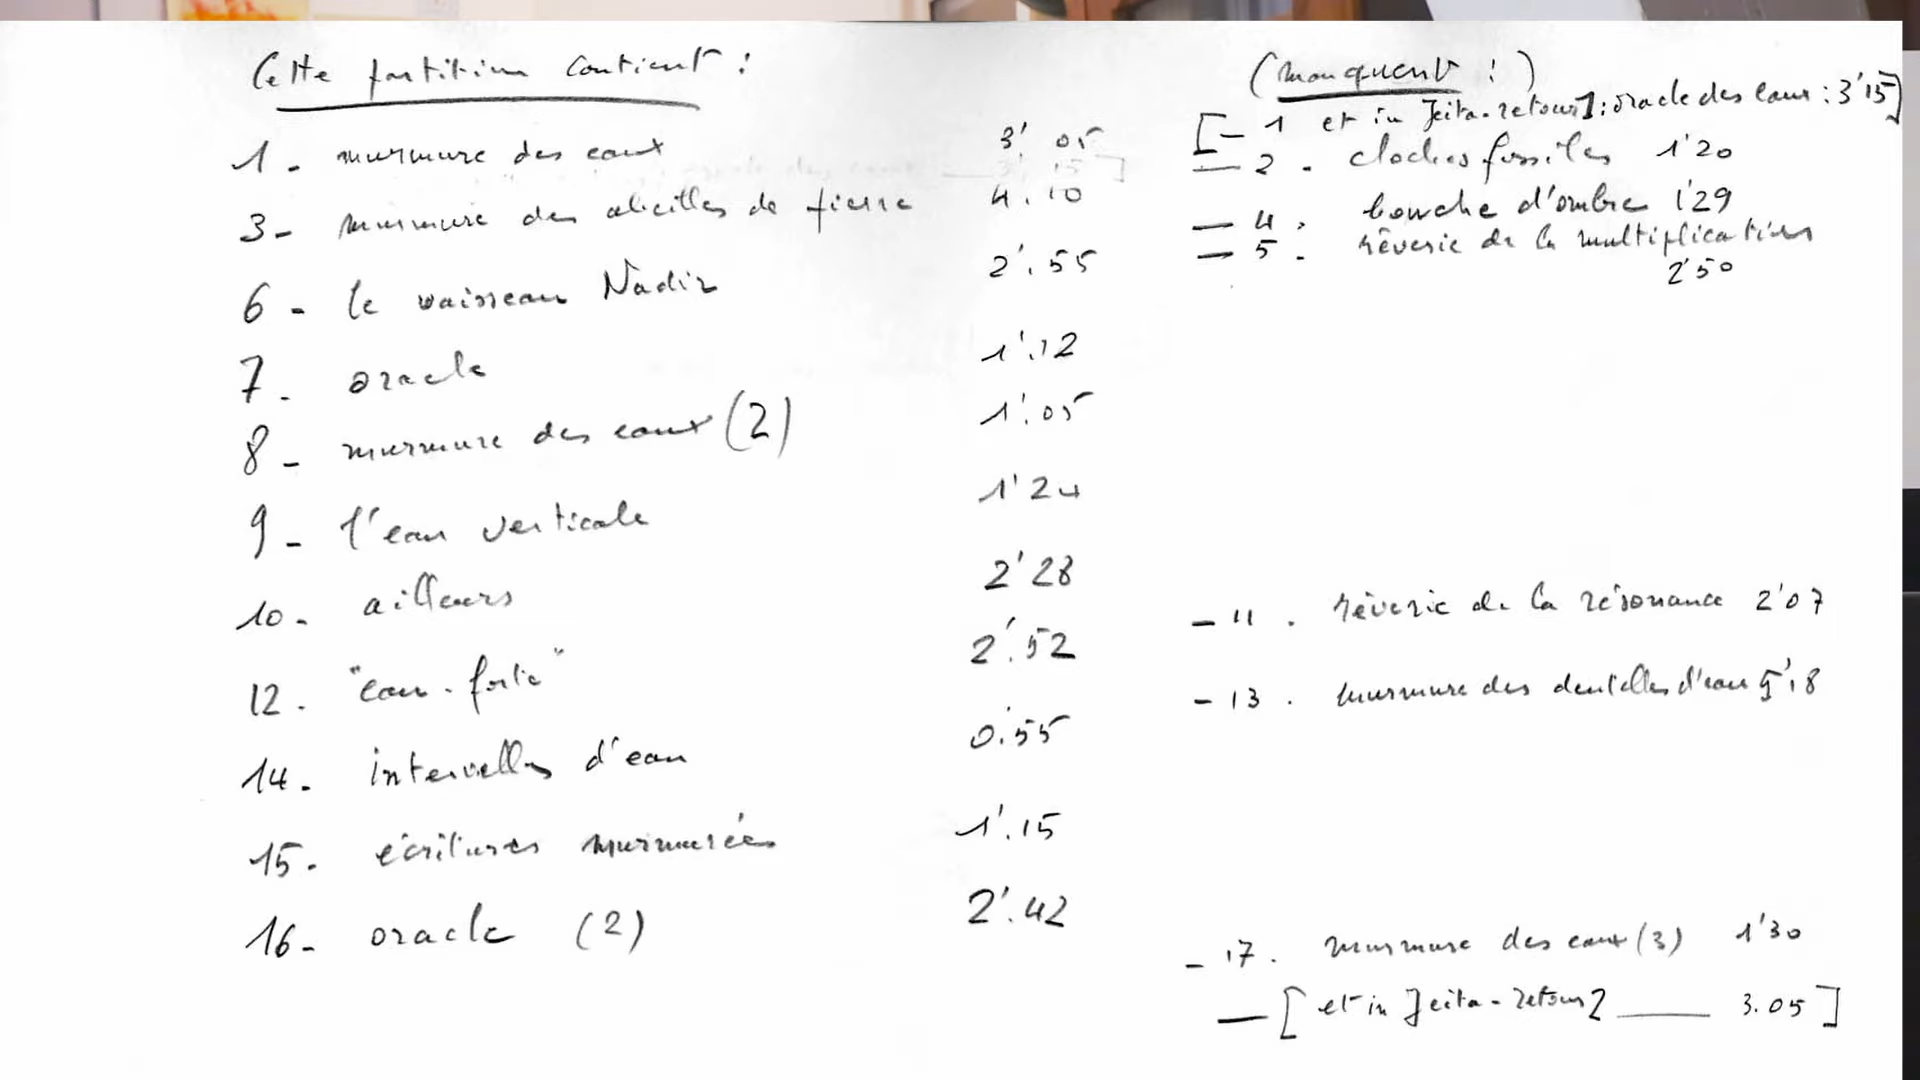 Cette partition contient :
1 - murmure des eaux 3' 05
3 - murmure des abeilles de pierre 4.10
6 - le vaisseau Nadir 2'.55
7. oracle 1'.12
8 - murmure des eaux (2) 1'.05
9 - l'eau verticale 1'24
10 - ailleurs 2'28
12. "eau-forte" 2'.52
14. intervalles d'eau 0'.55
15. écritures murmurées 1'.15
16 - oracle (2) 2'.42
(manquent : )
[- 1 et in Jeita-retour 1 : oracle des eaux : 3'15]
- 2. cloches fossiles 1'20
- 4. bouche d'ombre 1'29
- 5. rêverie de la multiplication
2'50
- 11. rêverie de la résonance 2'07
- 13. murmure des dentelles d'eau 5'18
- 17. murmure des eaux (3) 1'30
- [et in Jeita-retour 2 ____ 3.05]